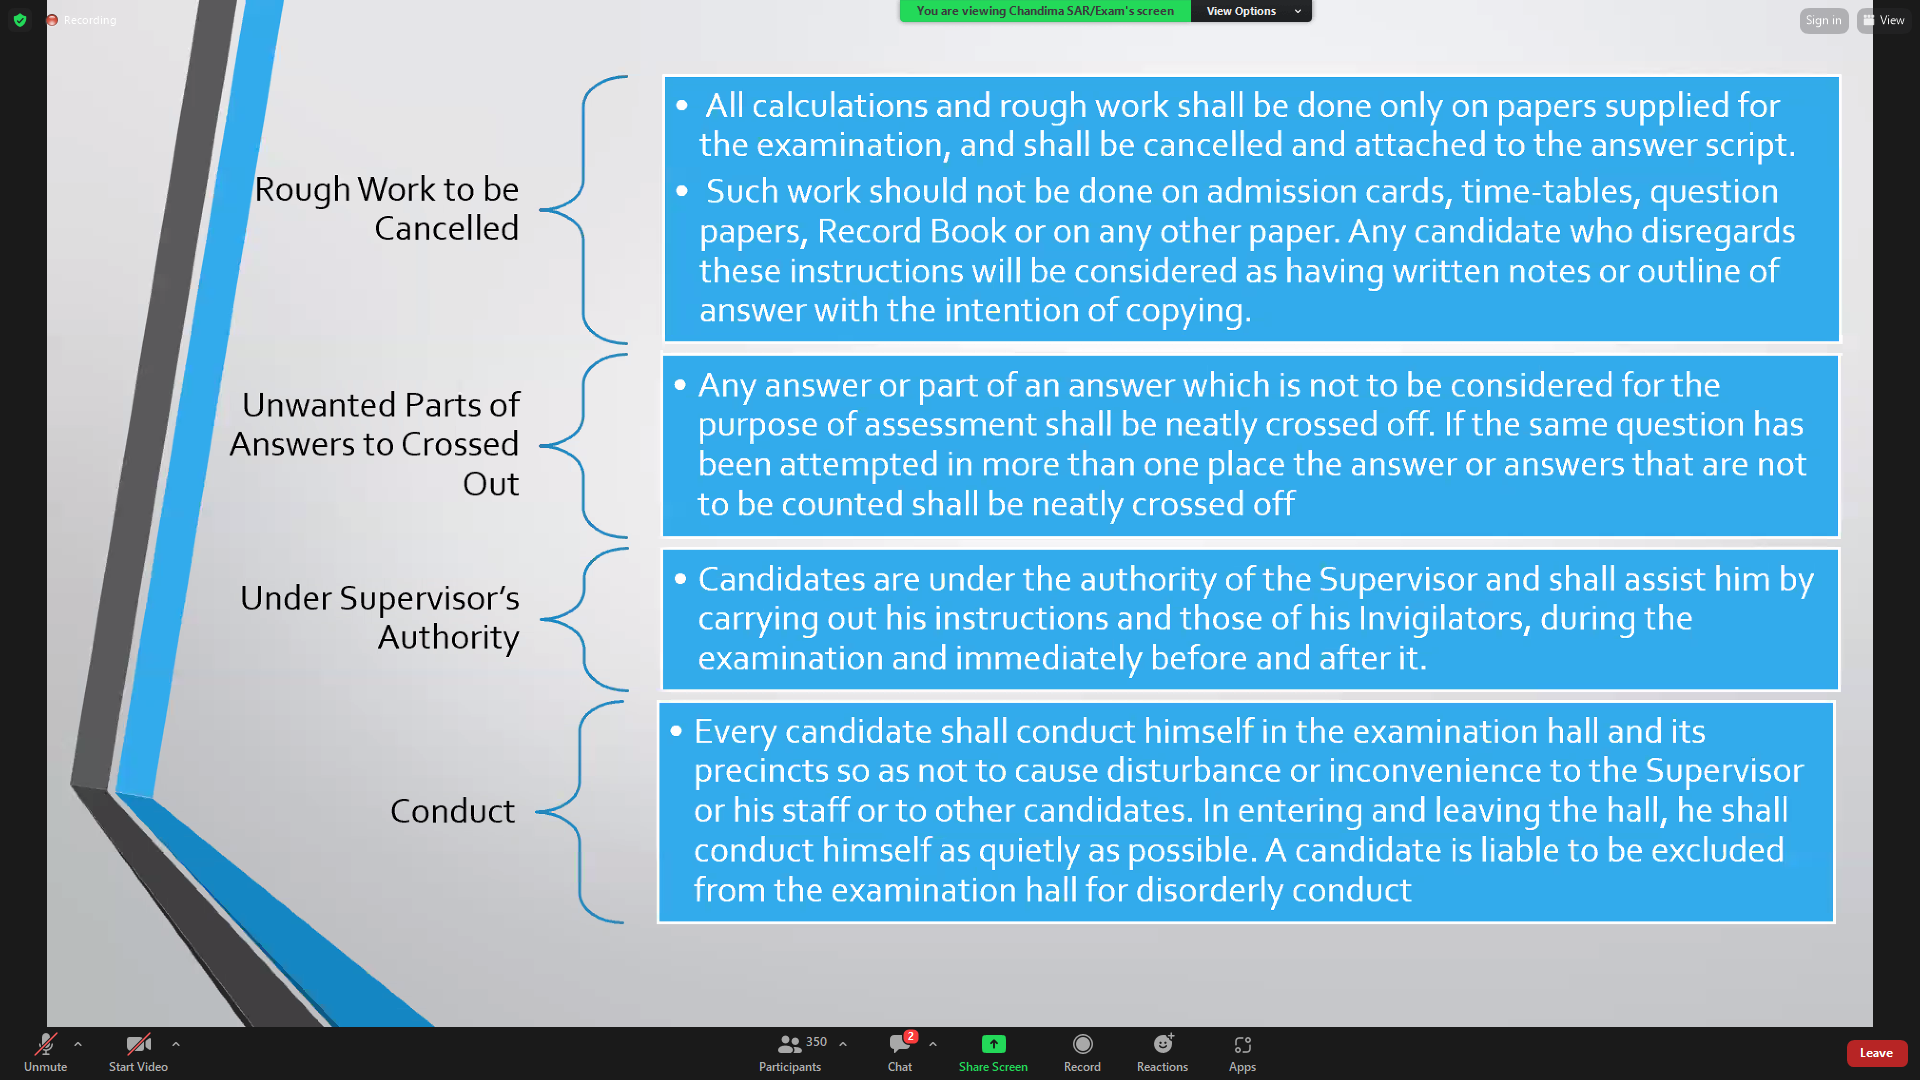 Recording
You are viewing Chandima SAR/Exam's screen
View Options
Sign in
View
Rough Work to be
Cancelled
• All calculations and rough work shall be done only on papers supplied for
the examination, and shall be cancelled and attached to the answer script.
• Such work should not be done on admission cards, time-tables, question
papers, Record Book or on any other paper. Any candidate who disregards
these instructions will be considered as having written notes or outline of
answer with the intention of copying.
Unwanted Parts of
Answers to Crossed
Out
• Any answer or part of an answer which is not to be considered for the
purpose of assessment shall be neatly crossed off. If the same question has
been attempted in more than one place the answer or answers that are not
to be counted shall be neatly crossed off
Under Supervisor's
Authority
• Candidates are under the authority of the Supervisor and shall assist him by
carrying out his instructions and those of his Invigilators, during the
examination and immediately before and after it.
Conduct
• Every candidate shall conduct himself in the examination hall and its
precincts so as not to cause disturbance or inconvenience to the Supervisor
or his staff or to other candidates. In entering and leaving the hall, he shall
conduct himself as quietly as possible. A candidate is liable to be excluded
from the examination hall for disorderly conduct
Unmute
Start Video
350
Participants
2
Chat
Share Screen
Record
Reactions
Apps
Leave